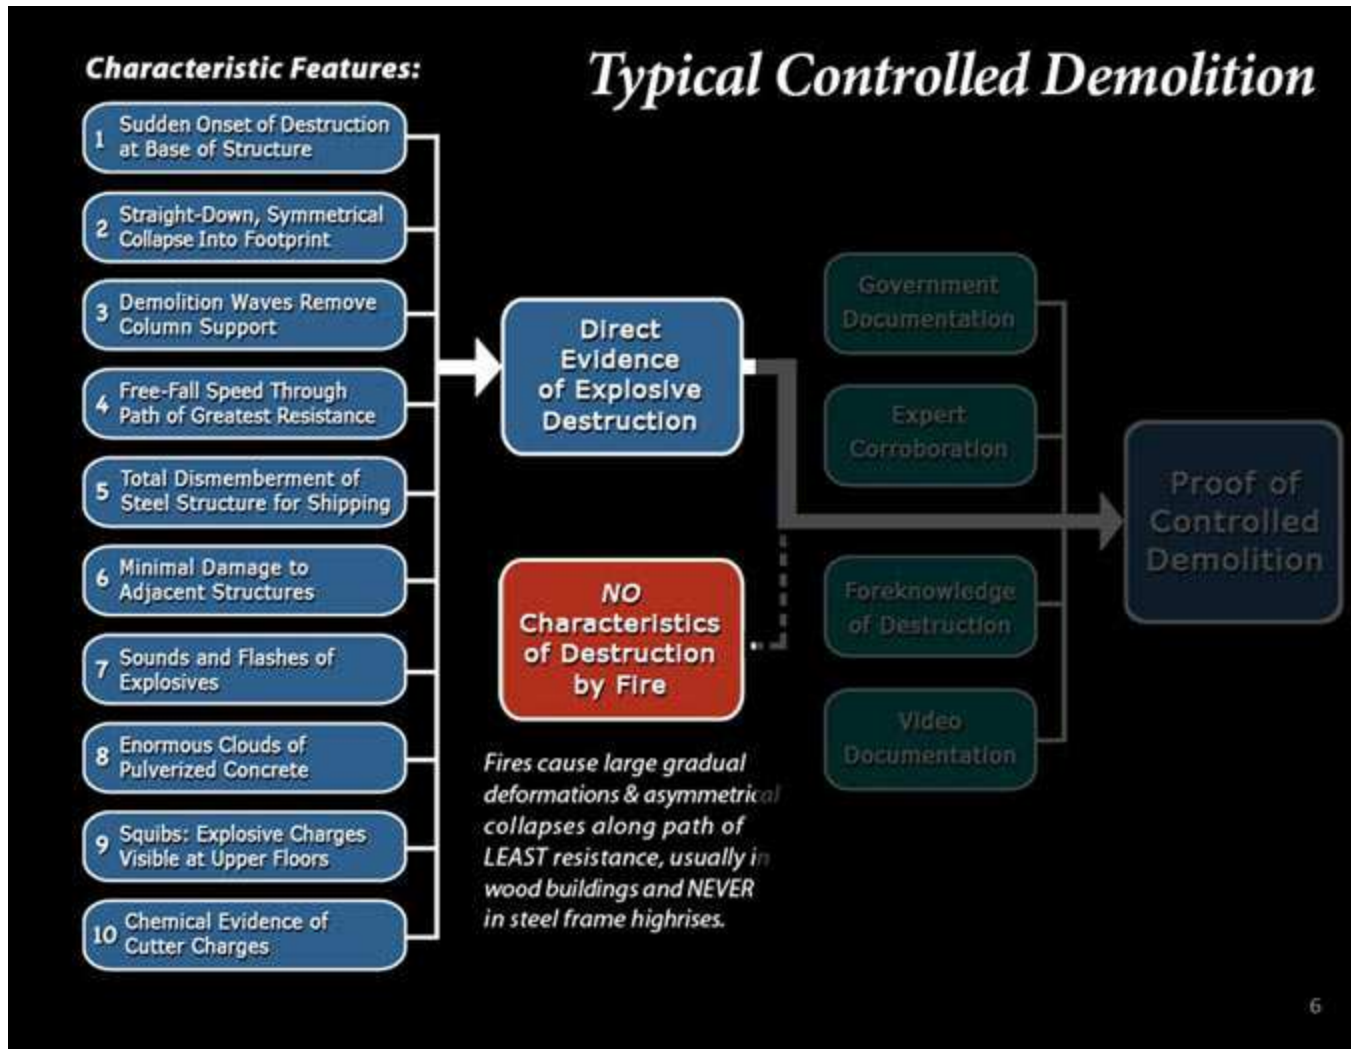 Characteristic Features:
Typical Controlled Demolition
1 Sudden Onset of Destruction
at Base of Structure
2 Straight-Down, Symmetrical
Collapse Into Footprint
3 Demolition Waves Remove
Column Support
4 Free-Fall Speed Through
Path of Greatest Resistance
5 Total Dismemberment of
Steel Structure for Shipping
6 Minimal Damage to
Adjacent Structures
7 Sounds and Flashes of
Explosives
8 Enormous Clouds of
Pulverized Concrete
9 Squibs: Explosive Charges
Visible at Upper Floors
10 Chemical Evidence of
Cutter Charges
Direct
Evidence
of Explosive
Destruction
NO
Characteristics
of Destruction
by Fire
Fires cause large gradual
deformations & asymmetrical
collapses along path of
LEAST resistance, usually in
wood buildings and NEVER
in steel frame highrises.
Government
Documentation
Expert
Corroboration
Foreknowledge
of Destruction
Video
Documentation
Proof of
Controlled
Demolition
6